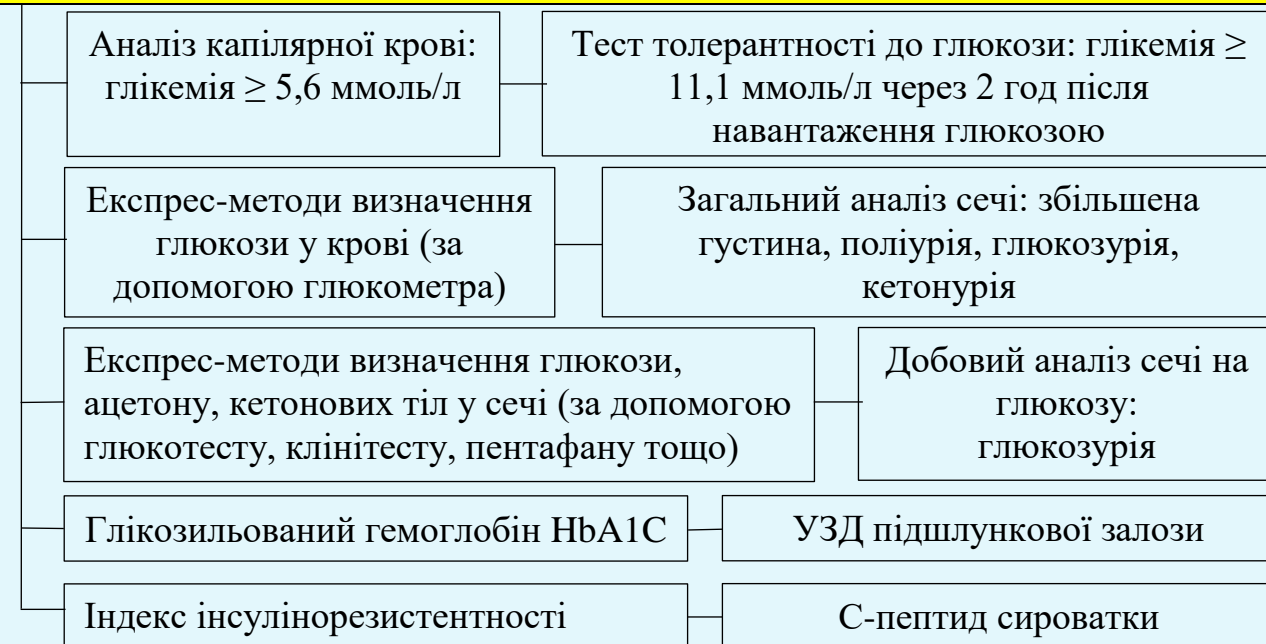 Аналіз капілярної крові:
глікемія ≥ 5,6 ммоль/л
Тест толерантності до глюкози: глікемія ≥
11,1 ммоль/л через 2 год після
навантаження глюкозою
Експрес-методи визначення
глюкози у крові (за
допомогою глюкометра)
Загальний аналіз сечі: збільшена
густина, поліурія, глюкозурія,
кетонурія
Експрес-методи визначення глюкози,
ацетону, кетонових тіл у сечі (за допомогою
глюкотесту, клінітесту, пентафану тощо)
Добовий аналіз сечі на
глюкозу:
глюкозурія
Глікозильований гемоглобін HbA1C
УЗД підшлункової залози
Індекс інсулінорезистентності
С-пептид сироватки